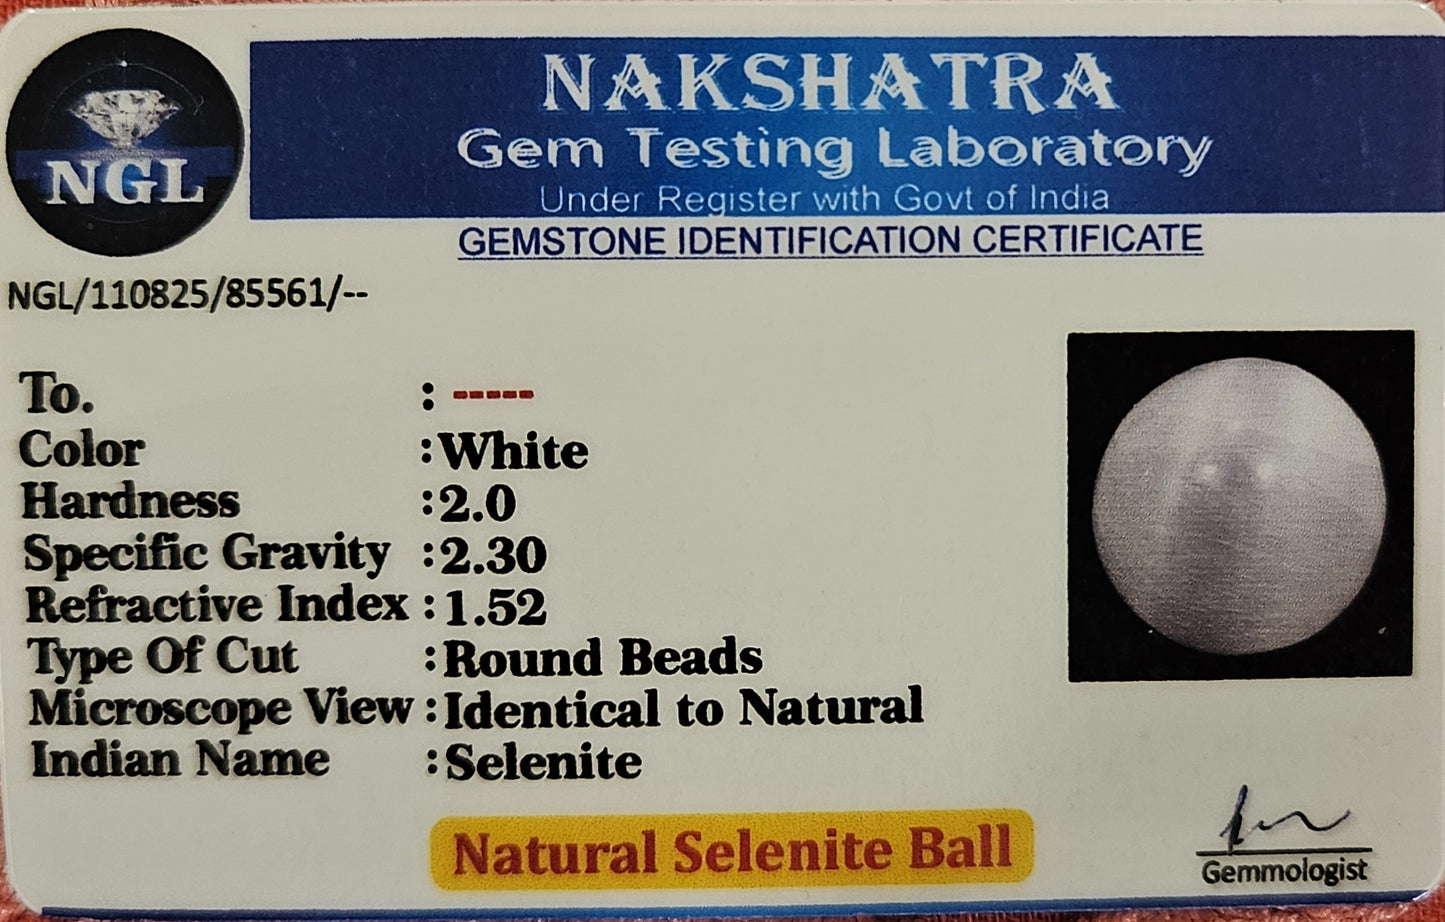 NGL
NAKSHATRA
Gem Testing Laboratory
Under Register with Govt of India
GEMSTONE IDENTIFICATION CERTIFICATE
NGL/110825/85561/--
To. : -----
Color :White
Hardness :2.0
Specific Gravity :2.30
Refractive Index :1.52
Type Of Cut :Round Beads
Microscope View :Identical to Natural
Indian Name :Selenite
Natural Selenite Ball
Gemmologist